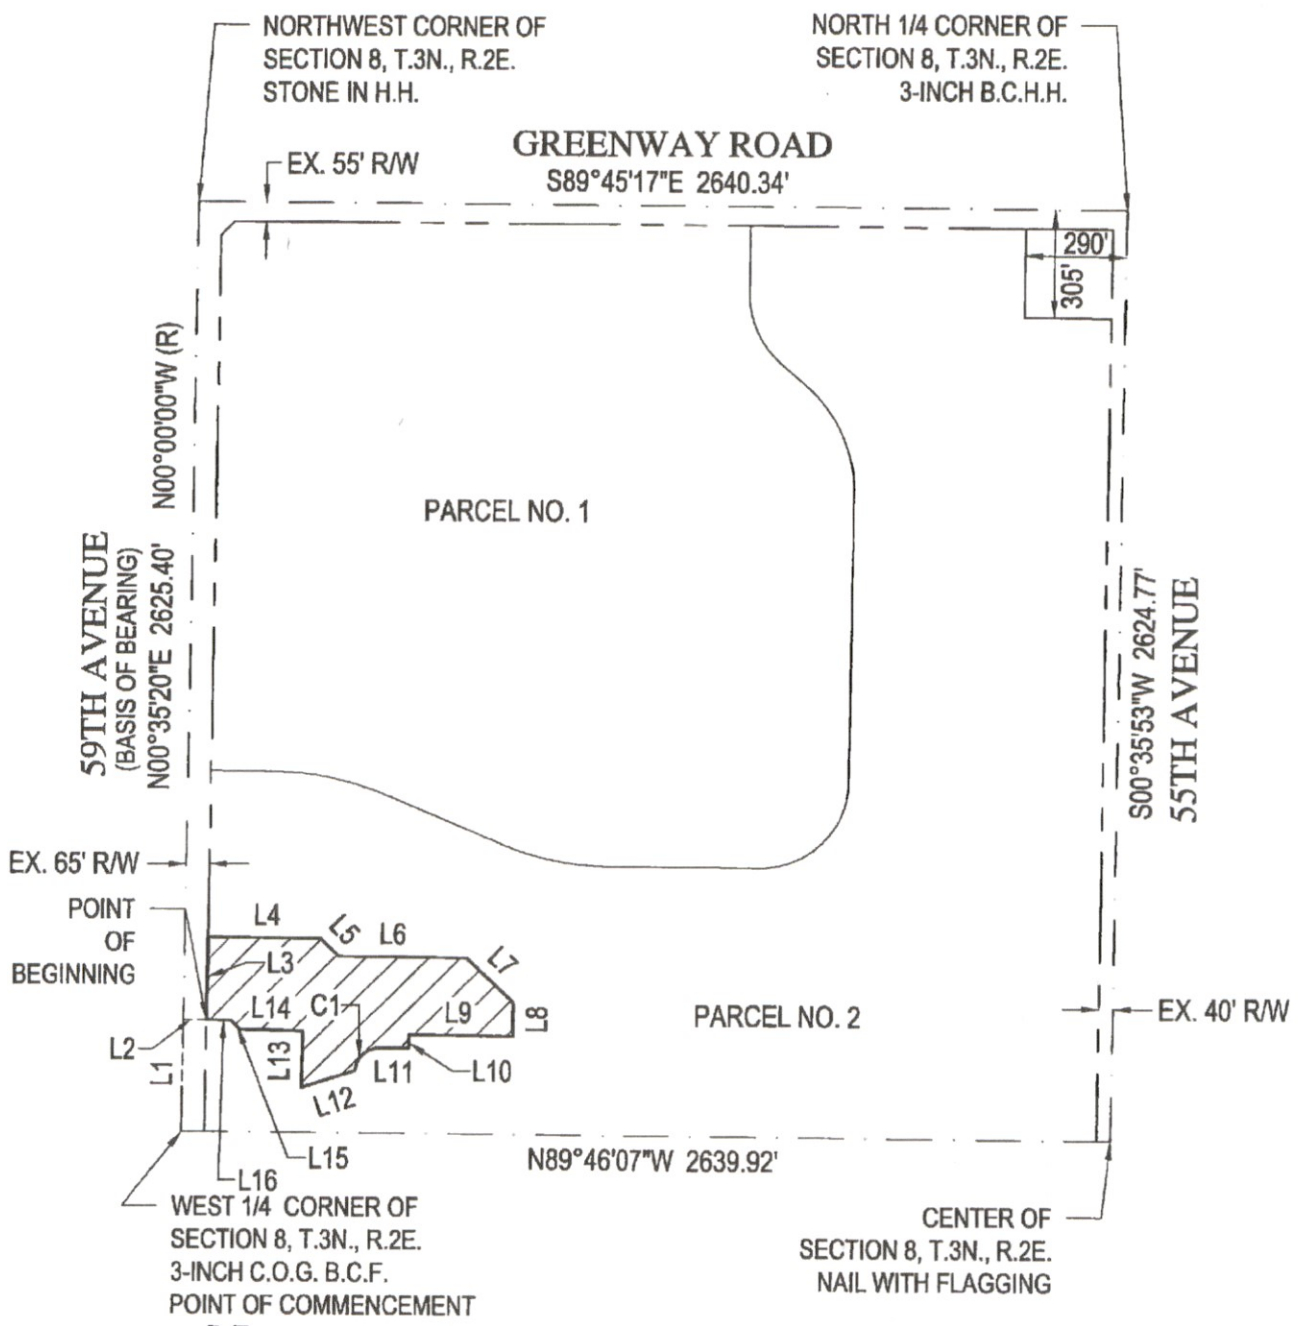 NORTHWEST CORNER OF
SECTION 8, T.3N., R.2E.
STONE IN H.H.
NORTH 1/4 CORNER OF
SECTION 8, T.3N., R.2E.
3-INCH B.C.H.H.
GREENWAY ROAD
S89°45'17"E 2640.34'
EX. 55' R/W
290'
305'
N00°00'00"W (R)
PARCEL NO. 1
59TH AVENUE
(BASIS OF BEARING)
N00°35'20"E 2625.40'
S00°35'53"W 2624.77'
55TH AVENUE
EX. 65' R/W
POINT
OF
BEGINNING
L4
L5
L6
L7
L3
L14
C1
L9
L8
PARCEL NO. 2
EX. 40' R/W
L2
L1
L13
L11
L10
L12
L15
L16
N89°46'07"W 2639.92'
WEST 1/4 CORNER OF
SECTION 8, T.3N., R.2E.
3-INCH C.O.G. B.C.F.
POINT OF COMMENCEMENT
CENTER OF
SECTION 8, T.3N., R.2E.
NAIL WITH FLAGGING